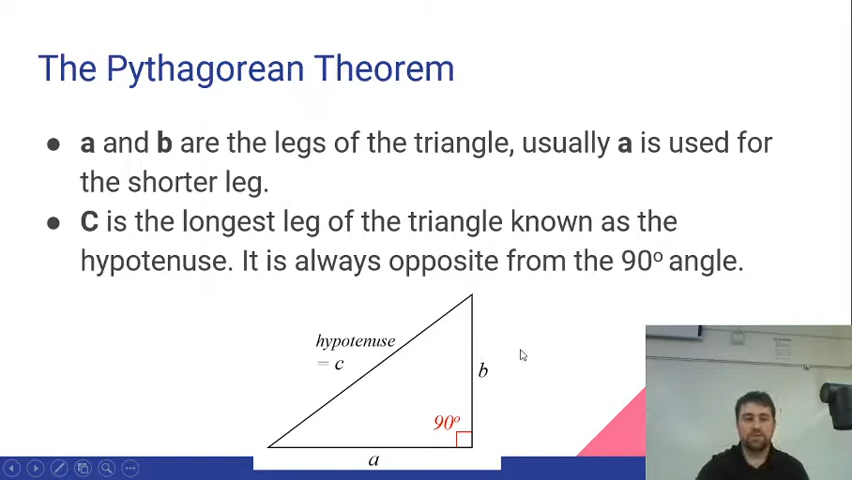 The Pythagorean Theorem
● a and b are the legs of the triangle, usually a is used for
the shorter leg.
● C is the longest leg of the triangle known as the
hypotenuse. It is always opposite from the 90º angle.
hypotenuse
= c
b
90º
a